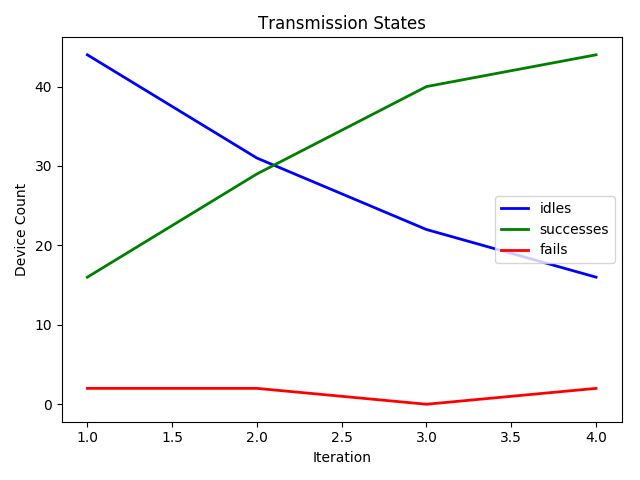 Transmission States
Device Count
40
30
20
10
0
idles
successes
fails
1.0 1.5 2.0 2.5 3.0 3.5 4.0
Iteration